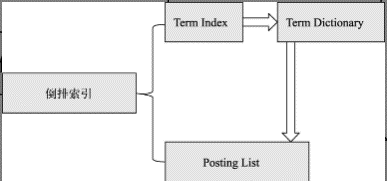 Term Index
Term Dictionary
倒排索引
Posting List